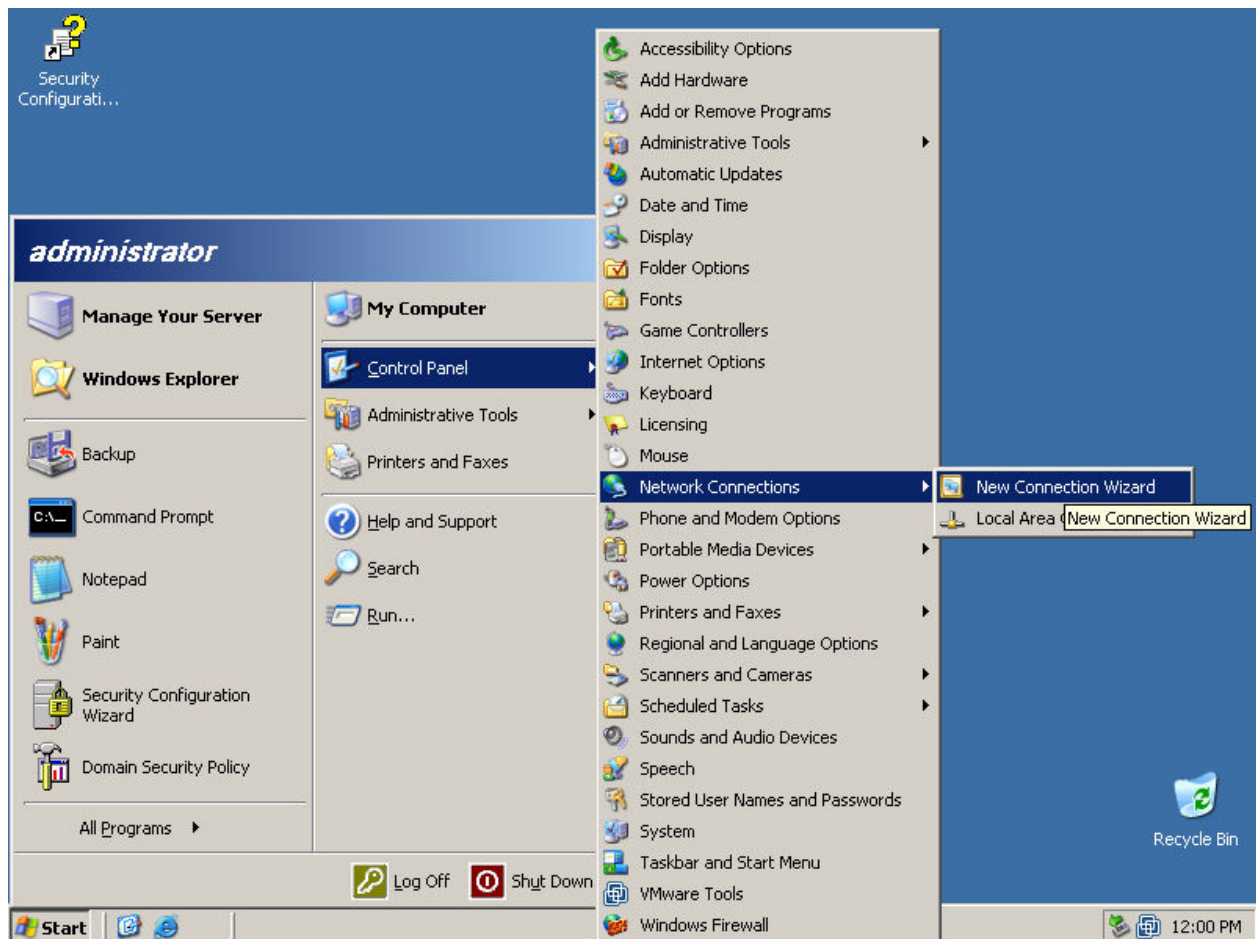 Security
Configurati...
administrator
Manage Your Server
Windows Explorer
Backup
C:\_
Command Prompt
Notepad
Paint
Security Configuration
Wizard
Domain Security Policy
All Programs
My Computer
Control Panel
Administrative Tools
Printers and Faxes
Help and Support
Search
Run...
Log Off
Shut Down
Accessibility Options
Add Hardware
Add or Remove Programs
Administrative Tools
Automatic Updates
Date and Time
Display
Folder Options
Fonts
Game Controllers
Internet Options
Keyboard
Licensing
Mouse
Network Connections
Phone and Modem Options
Portable Media Devices
Power Options
Printers and Faxes
Regional and Language Options
Scanners and Cameras
Scheduled Tasks
Sounds and Audio Devices
Speech
Stored User Names and Passwords
System
Taskbar and Start Menu
VMware Tools
Windows Firewall
New Connection Wizard
Local Area
New Connection Wizard
Recycle Bin
Start
12:00 PM